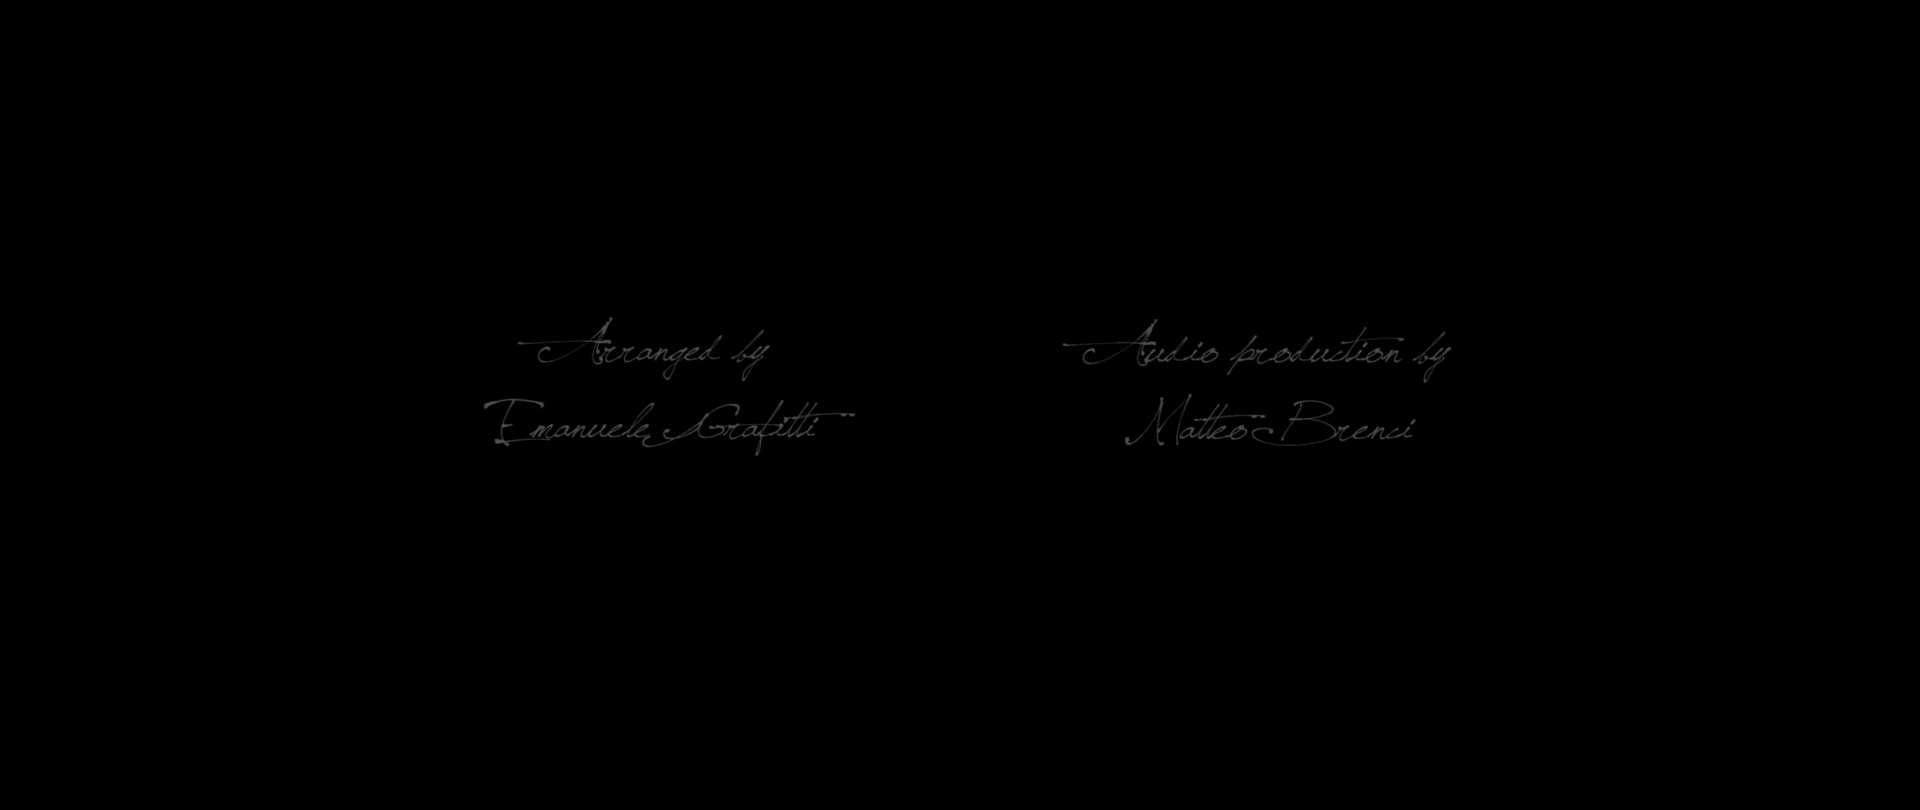 Arranged by
Emanuele Grafitti
Audio production by
Matteo Brenci